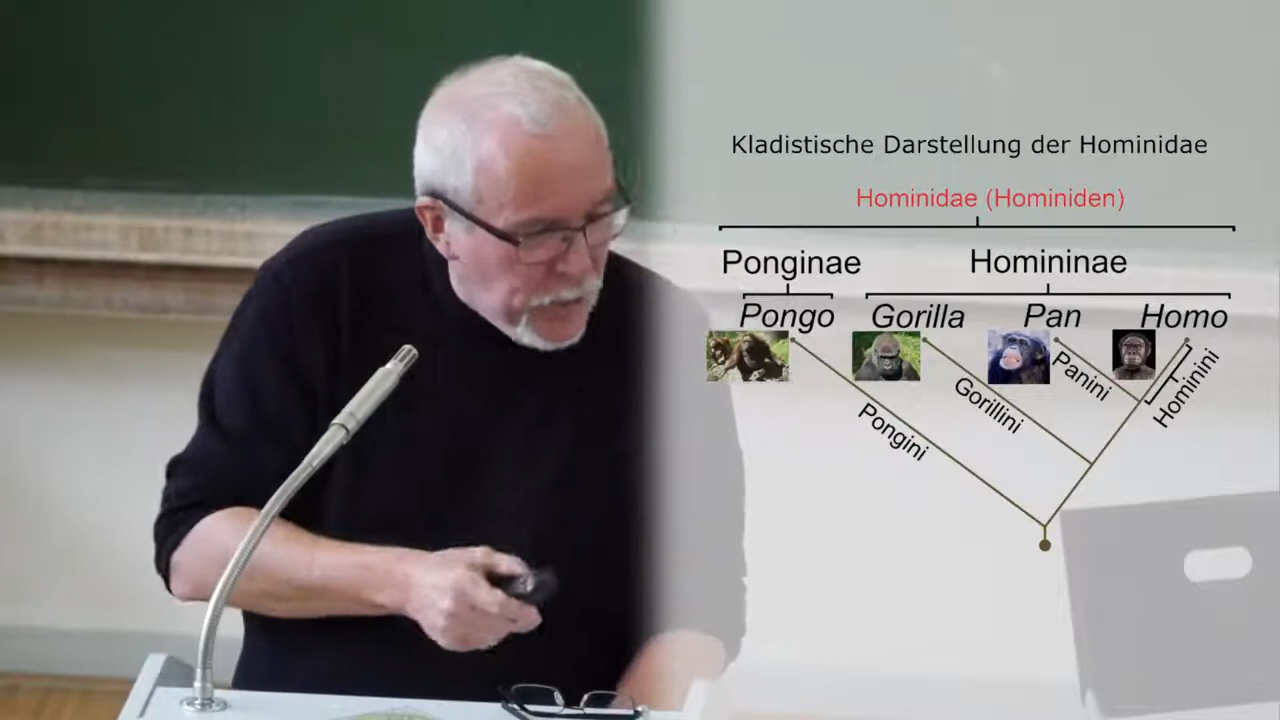 Kladistische Darstellung der Hominidae
Hominidae (Hominiden)
Ponginae Homininae
Pongo Gorilla Pan Homo
Pongini
Gorillini
Panini
Hominini